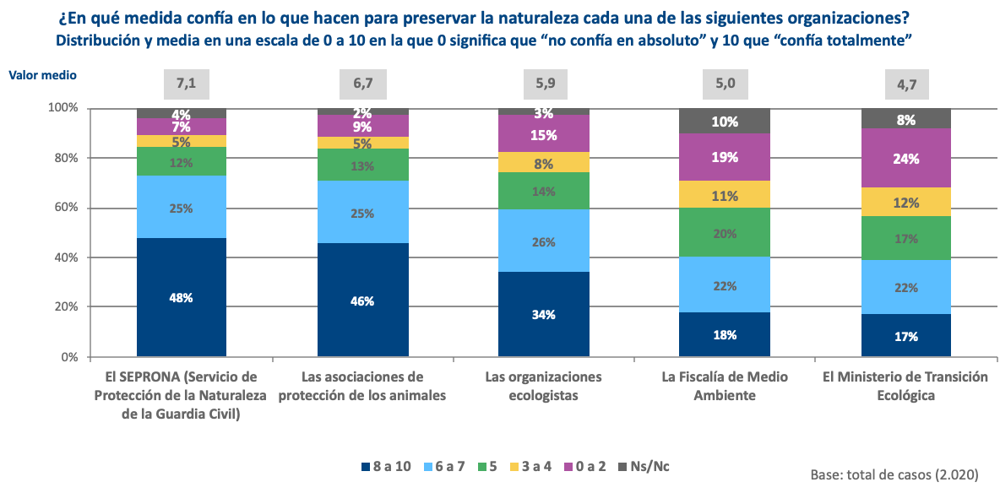 ¿En qué medida confía en lo que hacen para preservar la naturaleza cada una de las siguientes organizaciones?
Distribución y media en una escala de 0 a 10 en la que 0 significa que “no confía en absoluto” y 10 que “confía totalmente”
Valor medio
7,1
6,7
5,9
5,0
4,7
100%
80%
60%
40%
20%
0%
4%
7%
5%
12%
25%
48%
2%
9%
5%
13%
25%
46%
3%
15%
8%
14%
26%
34%
10%
19%
11%
20%
22%
18%
8%
24%
12%
17%
22%
17%
El SEPRONA (Servicio de
Protección de la Naturaleza
de la Guardia Civil)
Las asociaciones de
protección de los animales
Las organizaciones
ecologistas
La Fiscalía de Medio
Ambiente
El Ministerio de Transición
Ecológica
8 a 10 6 a 7 5 3 a 4 0 a 2 Ns/Nc
Base: total de casos (2.020)